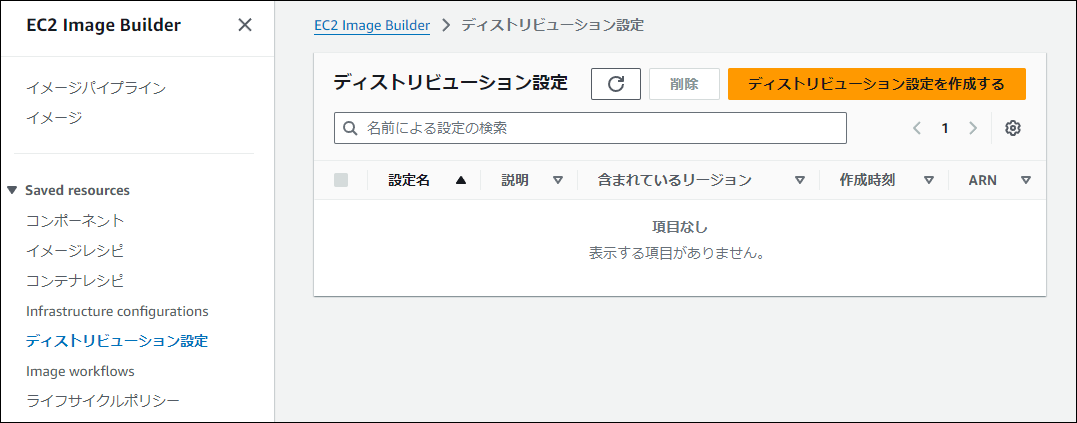 EC2 Image Builder
イメージパイプライン
イメージ
Saved resources
コンポーネント
イメージレシピ
コンテナレシピ
Infrastructure configurations
ディストリビューション設定
Image workflows
ライフサイクルポリシー
EC2 Image Builder ディストリビューション設定
ディストリビューション設定 削除 ディストリビューション設定を作成する
名前による設定の検索 1
設定名 説明 含まれているリージョン 作成時刻 ARN
項目なし
表示する項目がありません。